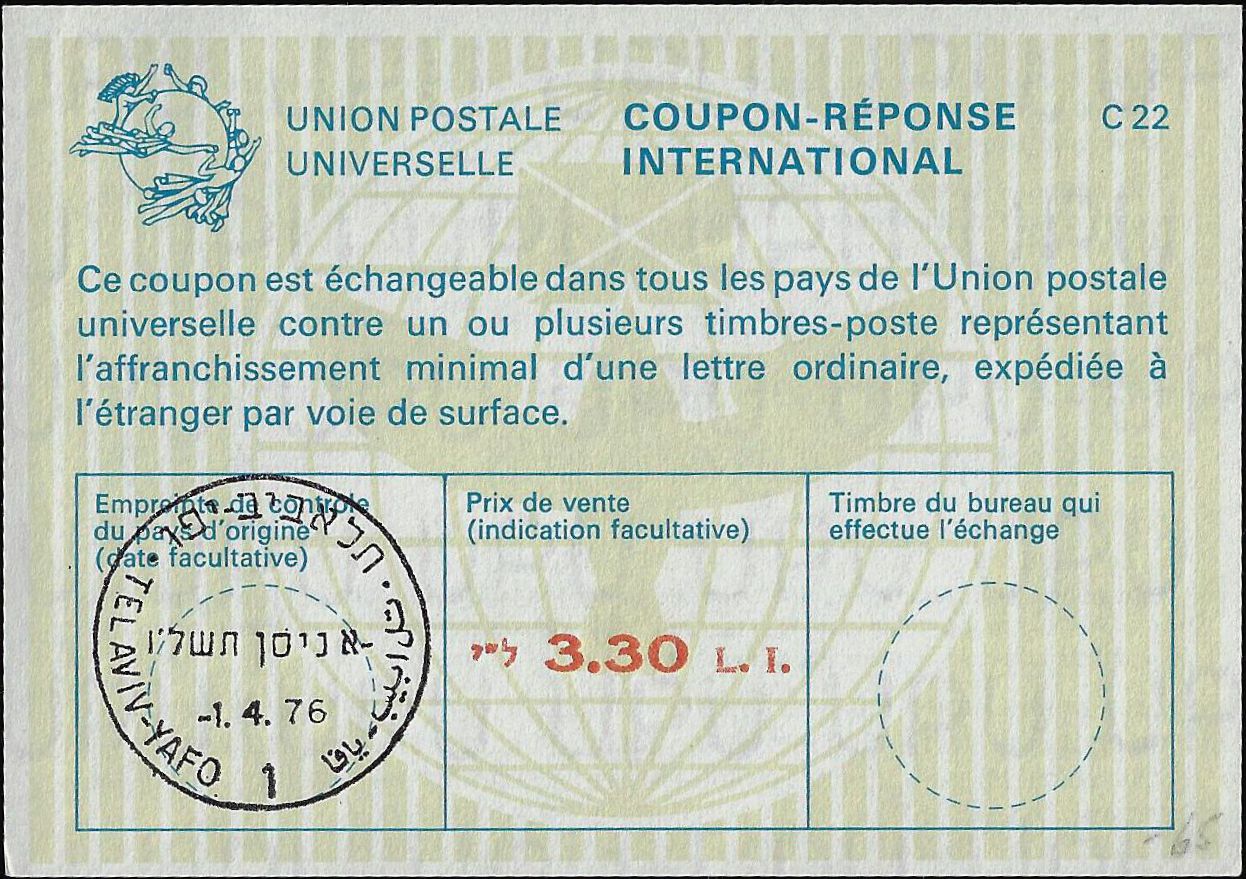 UNION POSTALE
UNIVERSELLE
COUPON-RÉPONSE
INTERNATIONAL
C 22
Ce coupon est échangeable dans tous les pays de l'Union postale
universelle contre un ou plusieurs timbres-poste représentant
l'affranchissement minimal d'une lettre ordinaire, expédiée à
l'étranger par voie de surface.
Empreinte de contrôle
du pays d'origine
(date facultative)
תל אביב-יפו
א ניסן תשל"ו
-1. 4. 76
TEL AVIV-YAFO
1
Prix de vente
(indication facultative)
ל"י 3.30 L. I.
Timbre du bureau qui
effectue l'échange